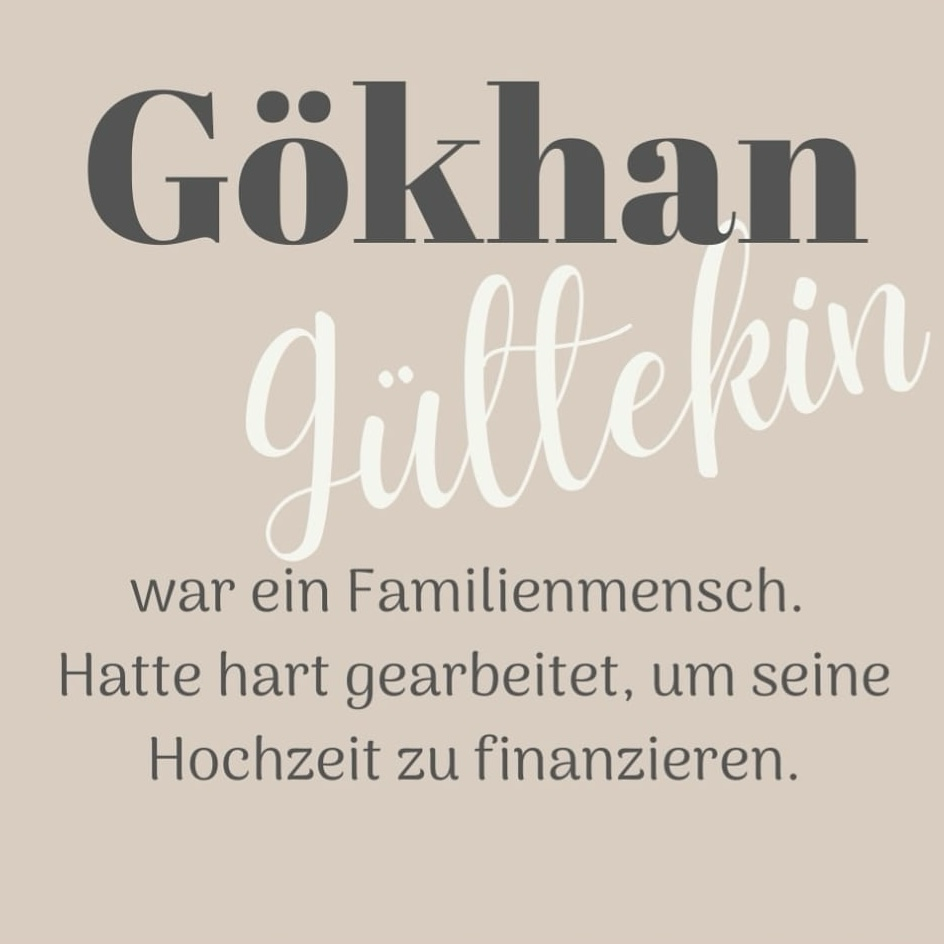 Gökhan
gültekin
war ein Familienmensch.
Hatte hart gearbeitet, um seine
Hochzeit zu finanzieren.